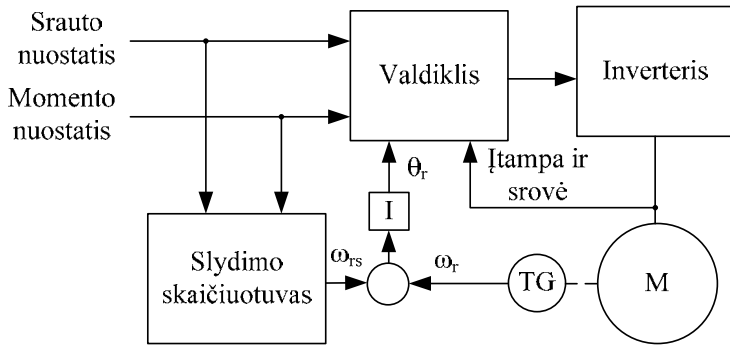 Srauto
nuostatis
Momento
nuostatis
Valdiklis
Inverteris
θr
Įtampa ir
srovė
I
Slydimo
skaičiuotuvas
ωrs
ωr
TG
M